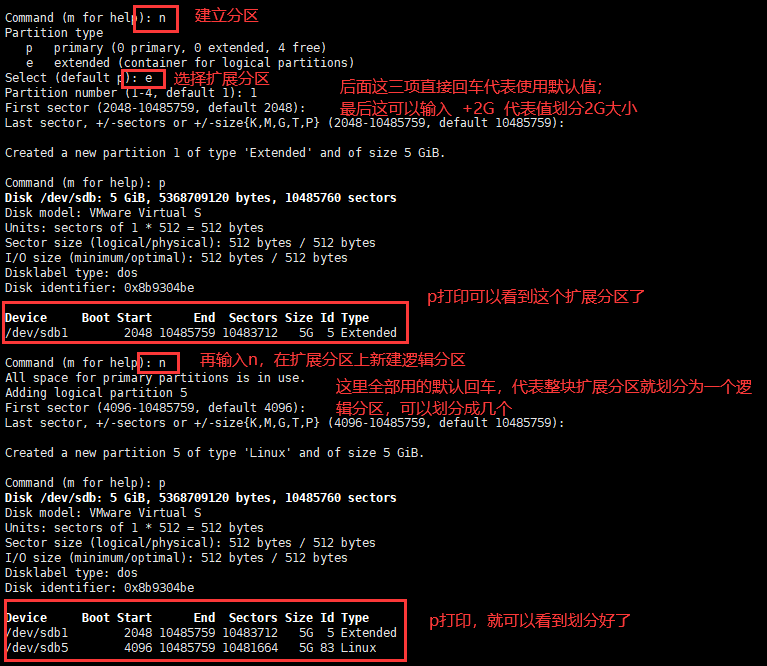 Command (m for help): n
建立分区
Partition type
p   primary (0 primary, 0 extended, 4 free)
e   extended (container for logical partitions)
Select (default p): e
选择扩展分区
Partition number (1-4, default 1): 1
后面这三项直接回车代表使用默认值;
First sector (2048-10485759, default 2048):
最后这可以输入 +2G 代表值划分2G大小
Last sector, +/-sectors or +/-size{K,M,G,T,P} (2048-10485759, default 10485759):
Created a new partition 1 of type 'Extended' and of size 5 GiB.
Command (m for help): p
Disk /dev/sdb: 5 GiB, 5368709120 bytes, 10485760 sectors
Disk model: VMware Virtual S
Units: sectors of 1 * 512 = 512 bytes
Sector size (logical/physical): 512 bytes / 512 bytes
I/O size (minimum/optimal): 512 bytes / 512 bytes
Disklabel type: dos
Disk identifier: 0x8b9304be
p打印可以看到这个扩展分区了
Device     Boot Start      End  Sectors Size Id Type
/dev/sdb1        2048 10485759 10483712   5G  5 Extended
Command (m for help): n
再输入n，在扩展分区上新建逻辑分区
All space for primary partitions is in use.
Adding logical partition 5
这里全部用的默认回车，代表整块扩展分区就划分为一个逻
辑分区，可以划分成几个
First sector (4096-10485759, default 4096):
Last sector, +/-sectors or +/-size{K,M,G,T,P} (4096-10485759, default 10485759):
Created a new partition 5 of type 'Linux' and of size 5 GiB.
Command (m for help): p
Disk /dev/sdb: 5 GiB, 5368709120 bytes, 10485760 sectors
Disk model: VMware Virtual S
Units: sectors of 1 * 512 = 512 bytes
Sector size (logical/physical): 512 bytes / 512 bytes
I/O size (minimum/optimal): 512 bytes / 512 bytes
Disklabel type: dos
Disk identifier: 0x8b9304be
Device     Boot Start      End  Sectors Size Id Type
p打印，就可以看到划分好了
/dev/sdb1        2048 10485759 10483712   5G  5 Extended
/dev/sdb5        4096 10485759 10481664   5G 83 Linux